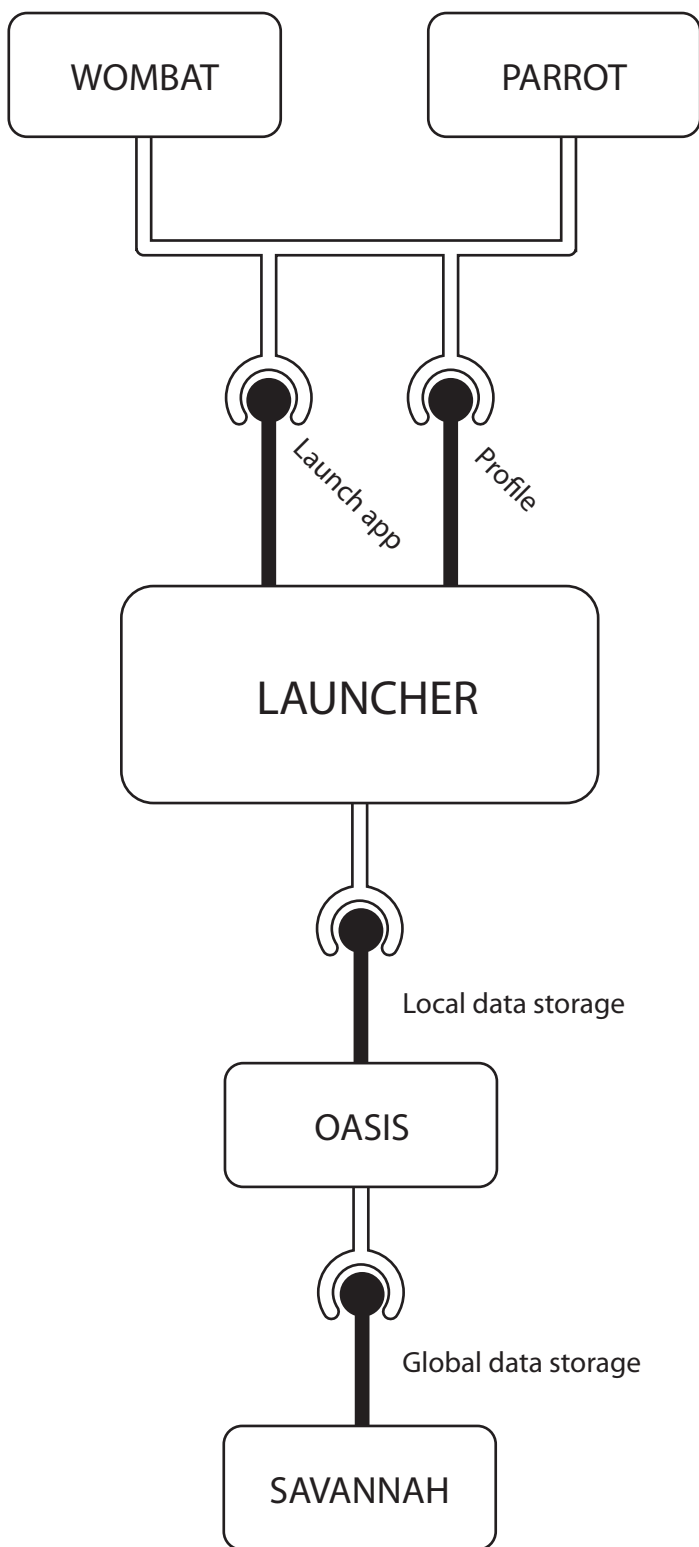 WOMBAT
PARROT
Launch app
Profile
LAUNCHER
Local data storage
OASIS
Global data storage
SAVANNAH